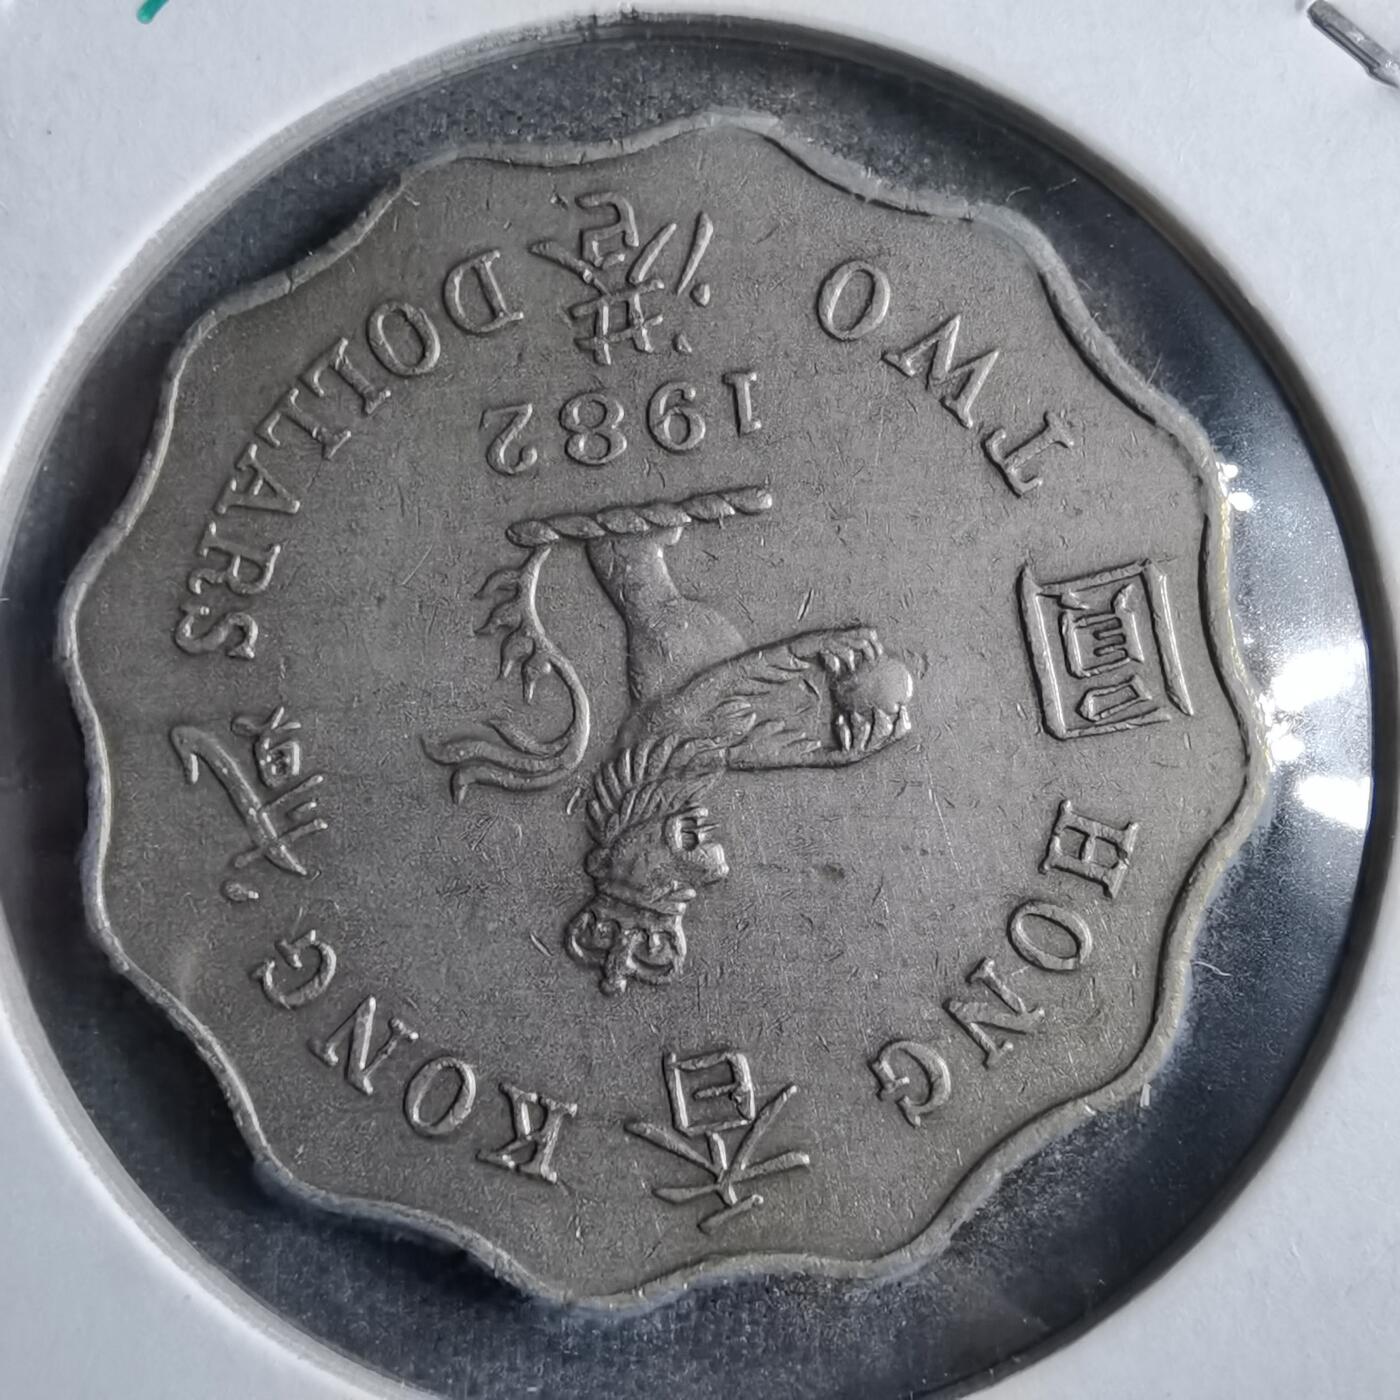 香港
HONG KONG
貳圓
TWO DOLLARS
1982